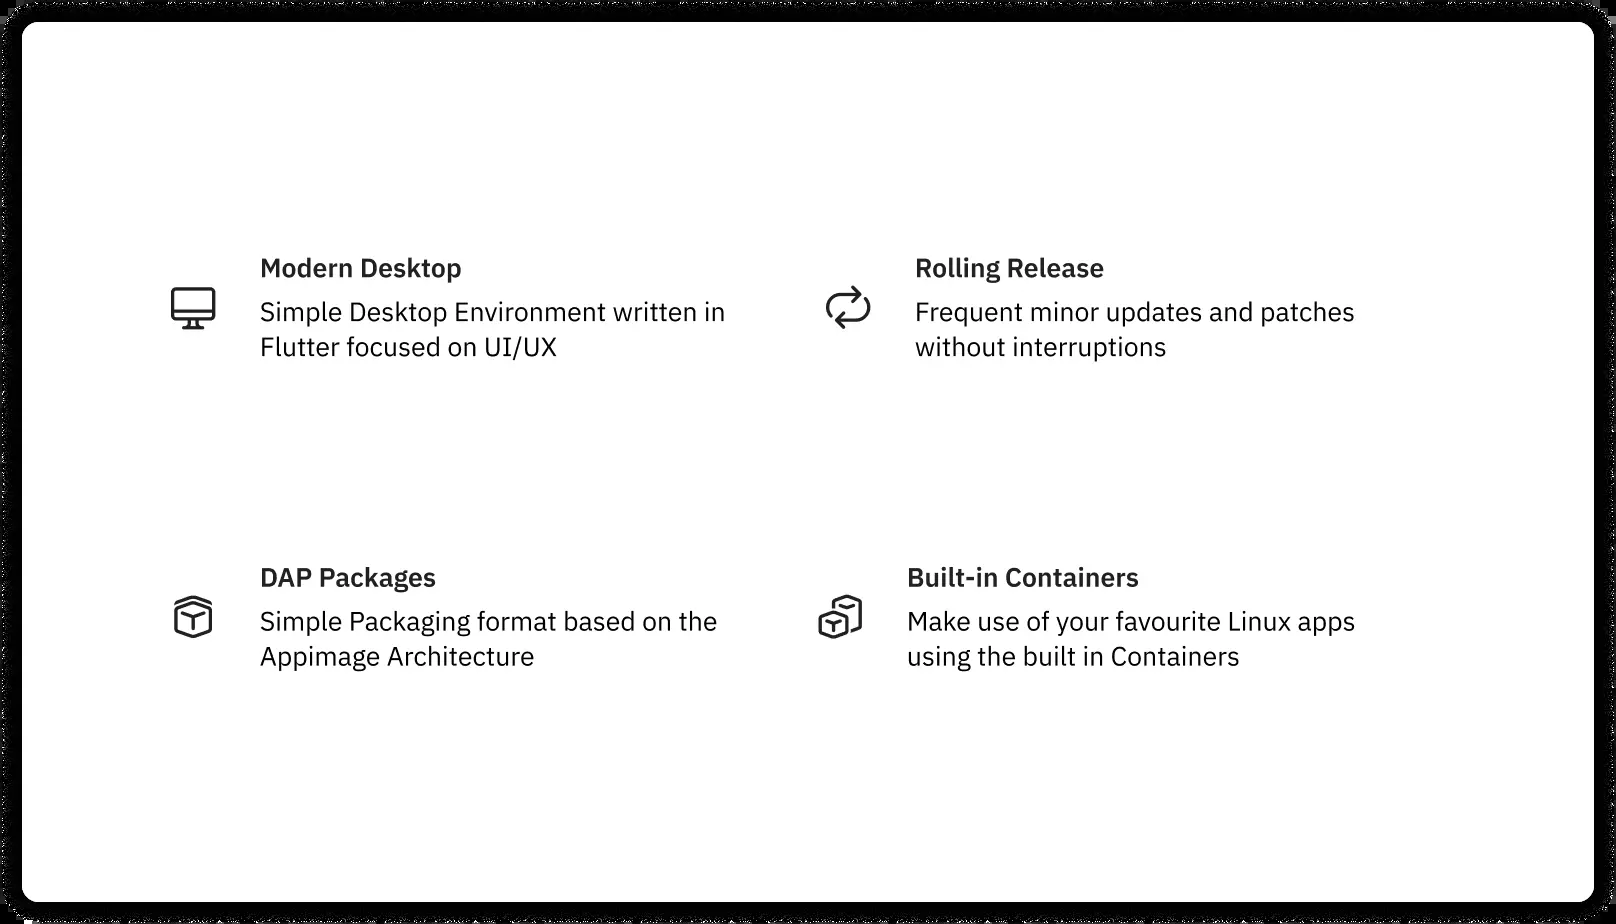 Modern Desktop
Simple Desktop Environment written in
Flutter focused on UI/UX
Rolling Release
Frequent minor updates and patches
without interruptions
DAP Packages
Simple Packaging format based on the
Appimage Architecture
Built-in Containers
Make use of your favourite Linux apps
using the built in Containers